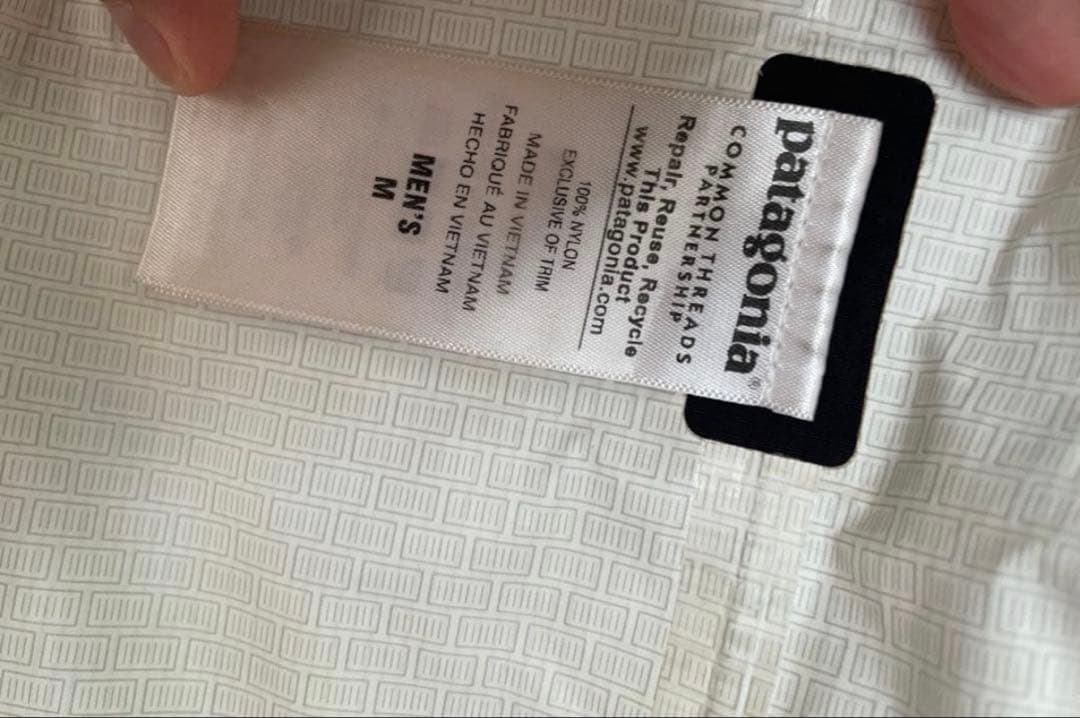 patagonia®
COMMON THREADS
PARTNERSHIP
Repair, Reuse, Recycle
This Product
www.patagonia.com
100% NYLON
EXCLUSIVE OF TRIM
MADE IN VIETNAM
FABRIQUÉ AU VIETNAM
HECHO EN VIETNAM
MEN'S
M